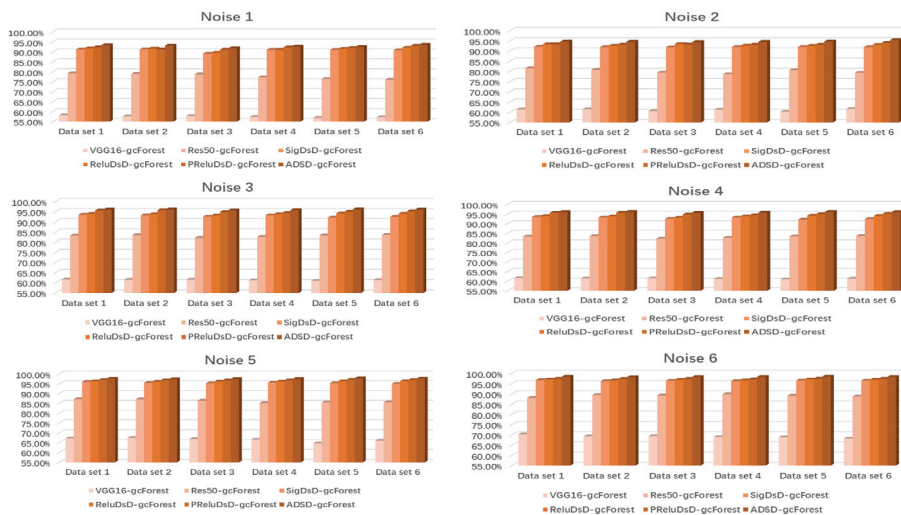 Noise 1
100.00%
95.00%
90.00%
85.00%
80.00%
75.00%
70.00%
65.00%
60.00%
55.00%
Data set 1 Data set 2 Data set 3 Data set 4 Data set 5 Data set 6
VGG16-gcForest Res50-gcForest SigDsD-gcForest
ReluDsD-gcForest PReluDsD-gcForest ADSD-gcForest
Noise 2
100.00%
95.00%
90.00%
85.00%
80.00%
75.00%
70.00%
65.00%
60.00%
55.00%
Data set 1 Data set 2 Data set 3 Data set 4 Data set 5 Data set 6
VGG16-gcForest Res50-gcForest SigDsD-gcForest
ReluDsD-gcForest PReluDsD-gcForest ADSD-gcForest
Noise 3
100.00%
95.00%
90.00%
85.00%
80.00%
75.00%
70.00%
65.00%
60.00%
55.00%
Data set 1 Data set 2 Data set 3 Data set 4 Data set 5 Data set 6
VGG16-gcForest Res50-gcForest SigDsD-gcForest
ReluDsD-gcForest PReluDsD-gcForest ADSD-gcForest
Noise 4
100.00%
95.00%
90.00%
85.00%
80.00%
75.00%
70.00%
65.00%
60.00%
55.00%
Data set 1 Data set 2 Data set 3 Data set 4 Data set 5 Data set 6
VGG16-gcForest Res50-gcForest SigDsD-gcForest
ReluDsD-gcForest PReluDsD-gcForest ADSD-gcForest
Noise 5
100.00%
95.00%
90.00%
85.00%
80.00%
75.00%
70.00%
65.00%
60.00%
55.00%
Data set 1 Data set 2 Data set 3 Data set 4 Data set 5 Data set 6
VGG16-gcForest Res50-gcForest SigDsD-gcForest
ReluDsD-gcForest PReluDsD-gcForest ADSD-gcForest
Noise 6
100.00%
95.00%
90.00%
85.00%
80.00%
75.00%
70.00%
65.00%
60.00%
55.00%
Data set 1 Data set 2 Data set 3 Data set 4 Data set 5 Data set 6
VGG16-gcForest Res50-gcForest SigDsD-gcForest
ReluDsD-gcForest PReluDsD-gcForest ADSD-gcForest